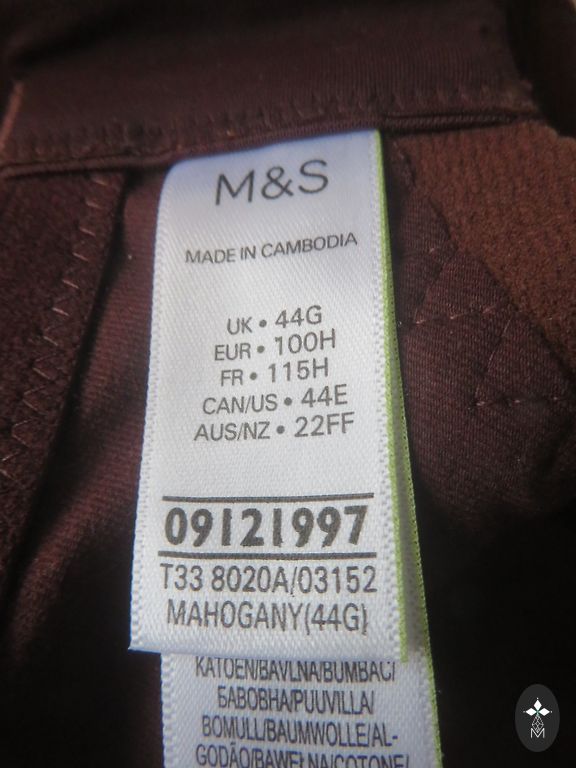 M&S
MADE IN CAMBODIA
UK • 44G
EUR • 100H
FR • 115H
CAN/US • 44E
AUS/NZ • 22FF
09121997
T33 8020A/03152
MAHOGANY(44G)
KATOEN/BAVLNA/BUMBAC/
БАВОВНА/PUUVILLA/
BOMULL/BAUMWOLLE/AL-
GODÃO/BAWEŁNA/COTONE/
M